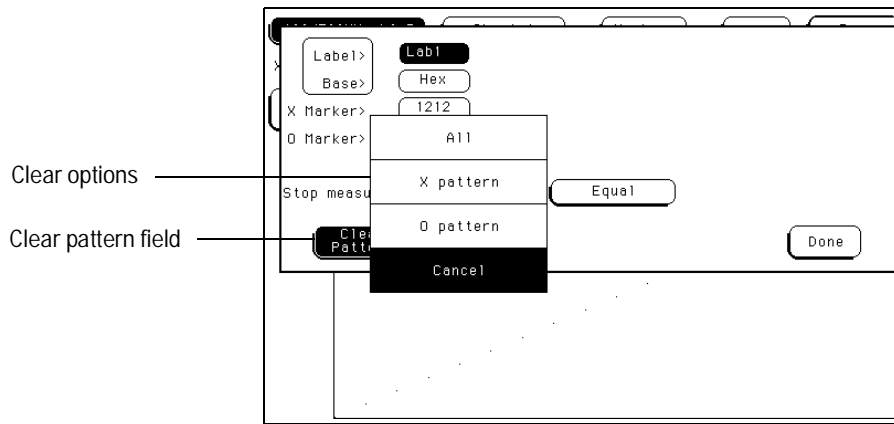 Label>
Lab1
Base>
Hex
X Marker>
1212
O Marker>
All
Clear options
X pattern
Stop measu
Equal
O pattern
Clear pattern field
Cle
Patt
Done
Cancel